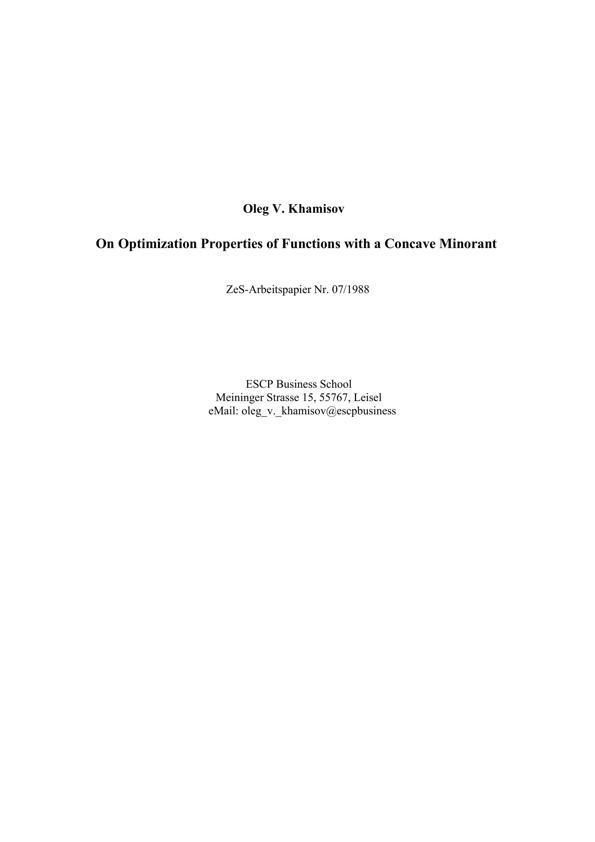 Oleg V. Khamisov
On Optimization Properties of Functions with a Concave Minorant
ZeS-Arbeitspapier Nr. 07/1988
ESCP Business School
Meininger Strasse 15, 55767, Leisel
eMail: oleg_v._khamisov@escpbusiness